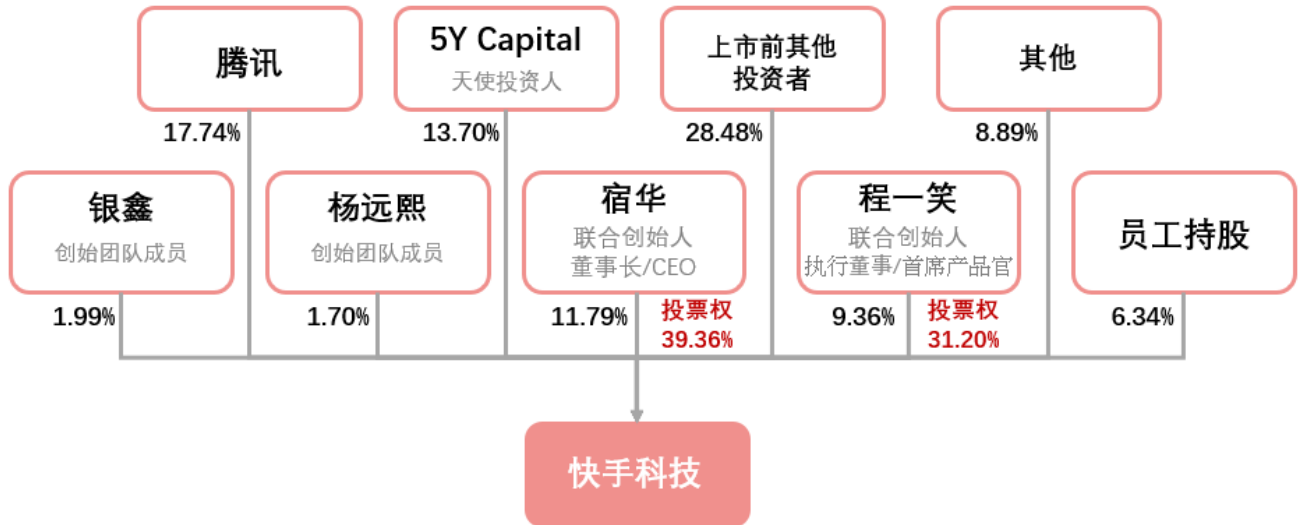 腾讯
5Y Capital
天使投资人
上市前其他
投资者
其他
17.74%
13.70%
28.48%
8.89%
银鑫
创始团队成员
杨远熙
创始团队成员
宿华
联合创始人
董事长/CEO
程一笑
联合创始人
执行董事/首席产品官
员工持股
1.99%
1.70%
11.79%
投票权
39.36%
9.36%
投票权
31.20%
6.34%
快手科技